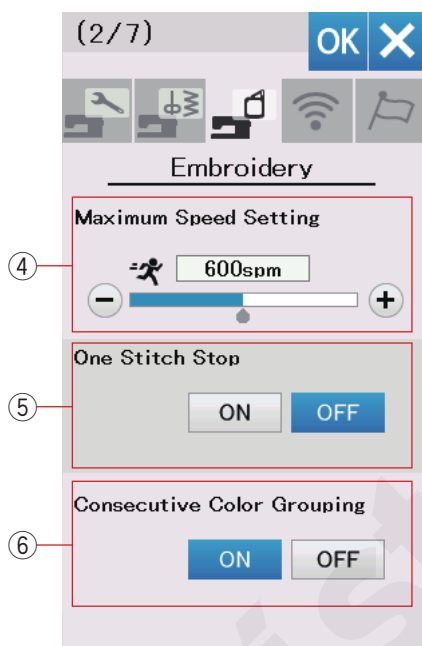 (2/7)
OK
Embroidery
Maximum Speed Setting
④
600spm
One Stitch Stop
⑤
ON OFF
Consecutive Color Grouping
⑥
ON OFF